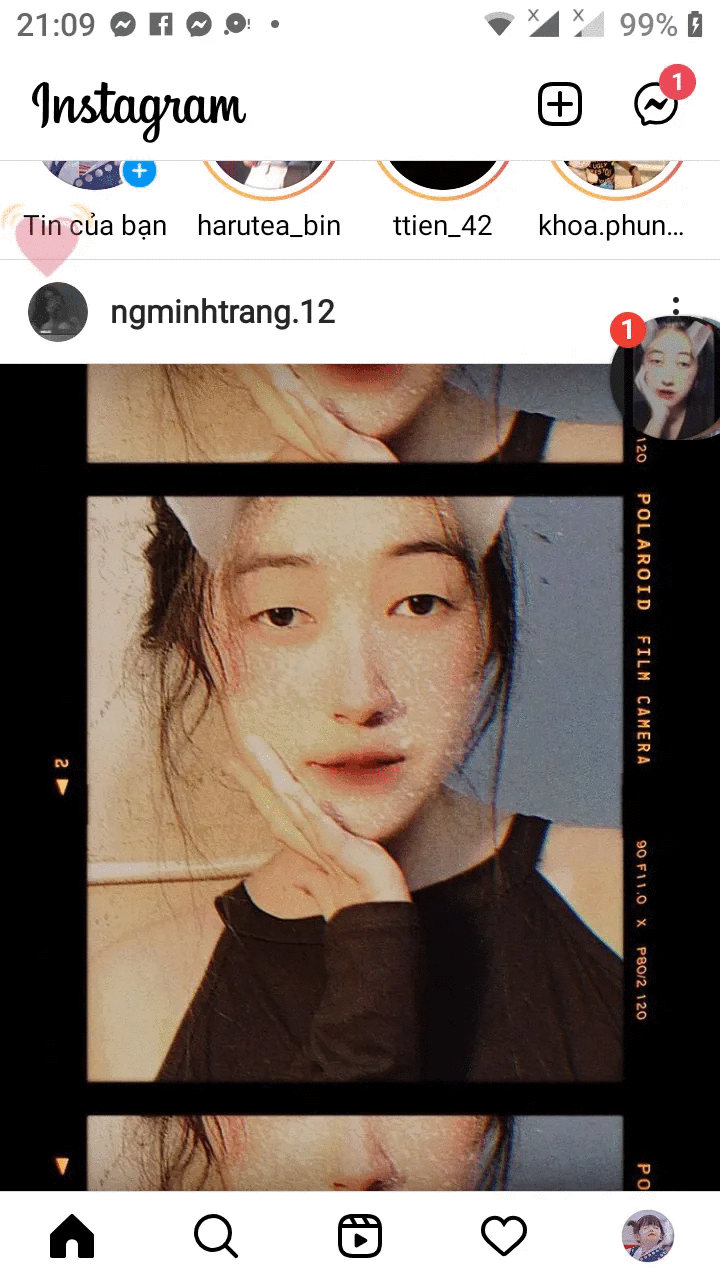 21:09
99%
Instagram
1
Tin của bạn
harutea_bin
ttien_42
khoa.phun...
ngminhtrang.12
1
120
POLAROID FILM CAMERA
2
90 F11.0 X P80/2 120
PO